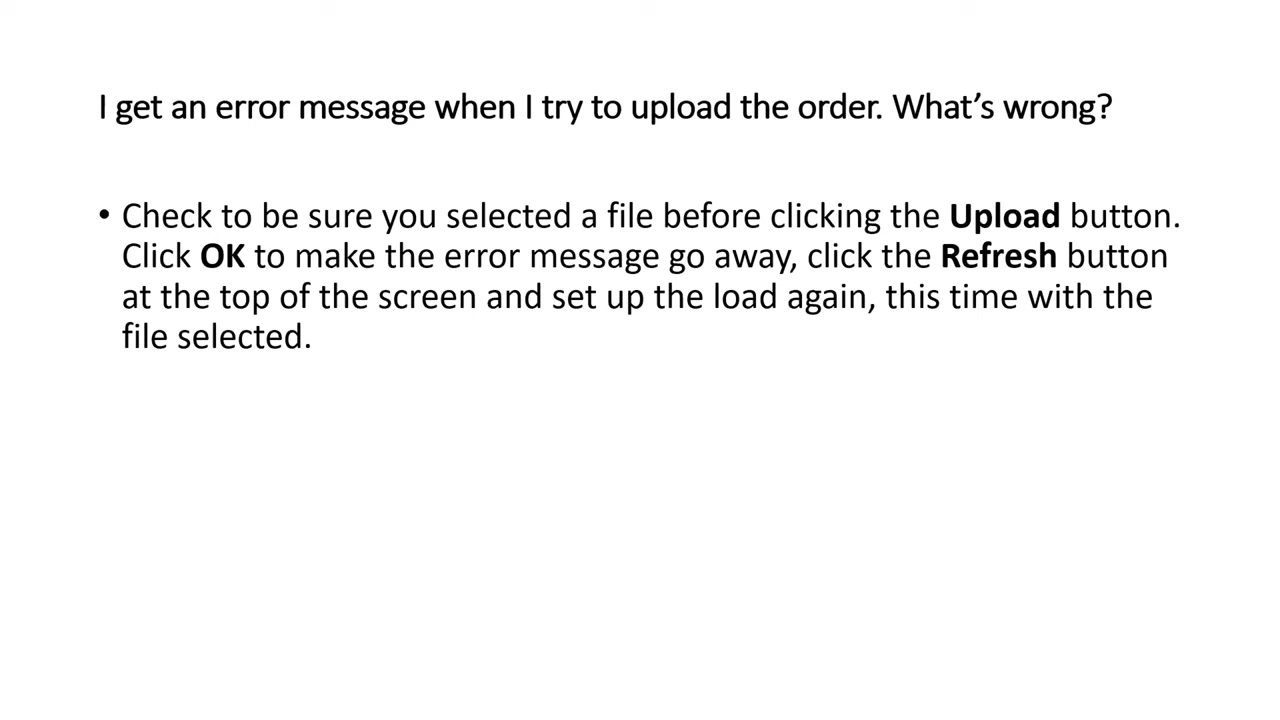 I get an error message when I try to upload the order. What’s wrong?
• Check to be sure you selected a file before clicking the Upload button.
Click OK to make the error message go away, click the Refresh button
at the top of the screen and set up the load again, this time with the
file selected.